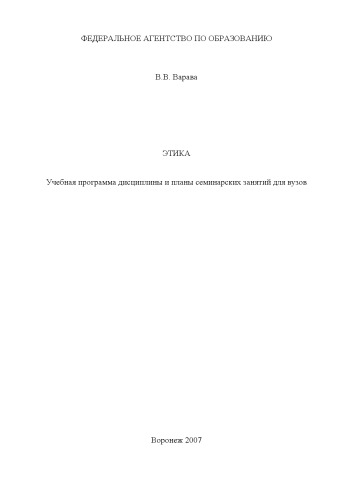 ФЕДЕРАЛЬНОЕ АГЕНТСТВО ПО ОБРАЗОВАНИЮ
В.В. Варава
ЭТИКА
Учебная программа дисциплины и планы семинарских занятий для вузов
Воронеж 2007